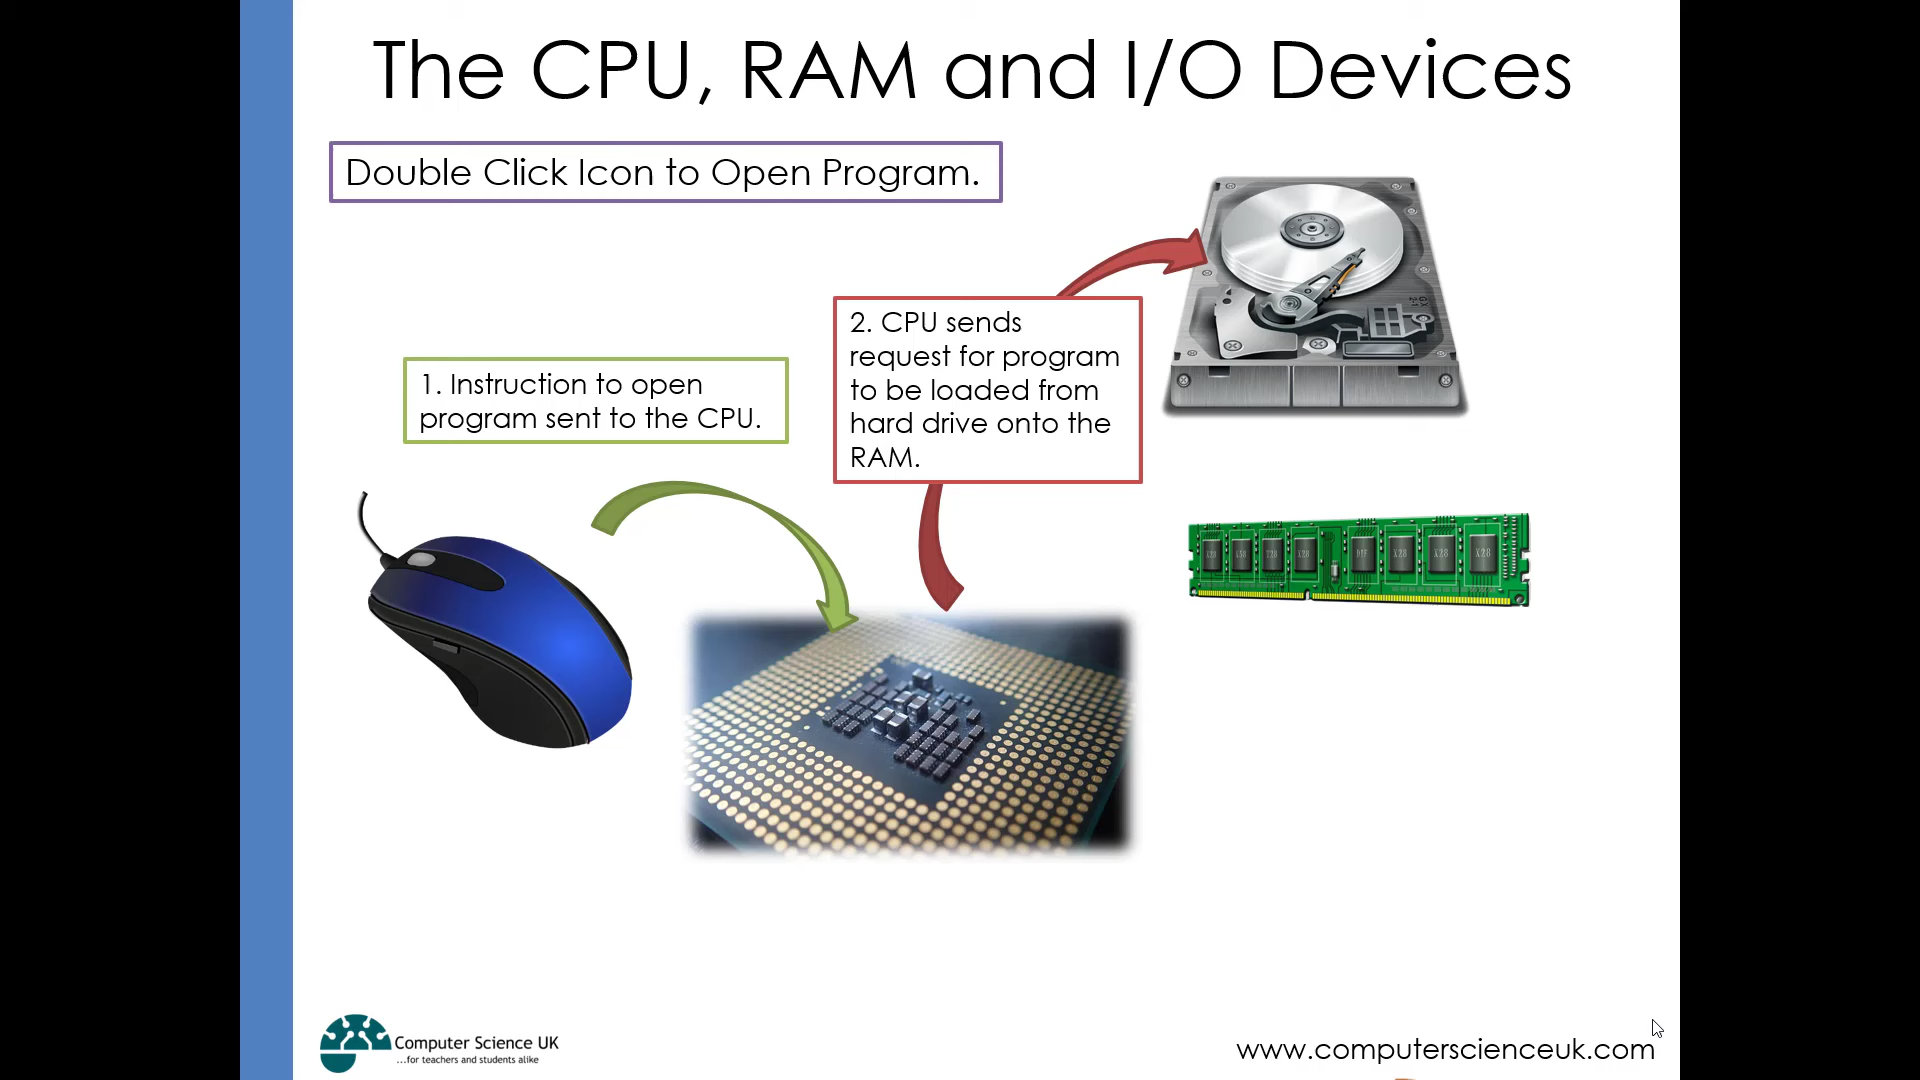 The CPU, RAM and I/O Devices
Double Click Icon to Open Program.
2. CPU sends
request for program
to be loaded from
hard drive onto the
RAM.
1. Instruction to open
program sent to the CPU.
Computer Science UK
...for teachers and students alike
www.computerscienceuk.com